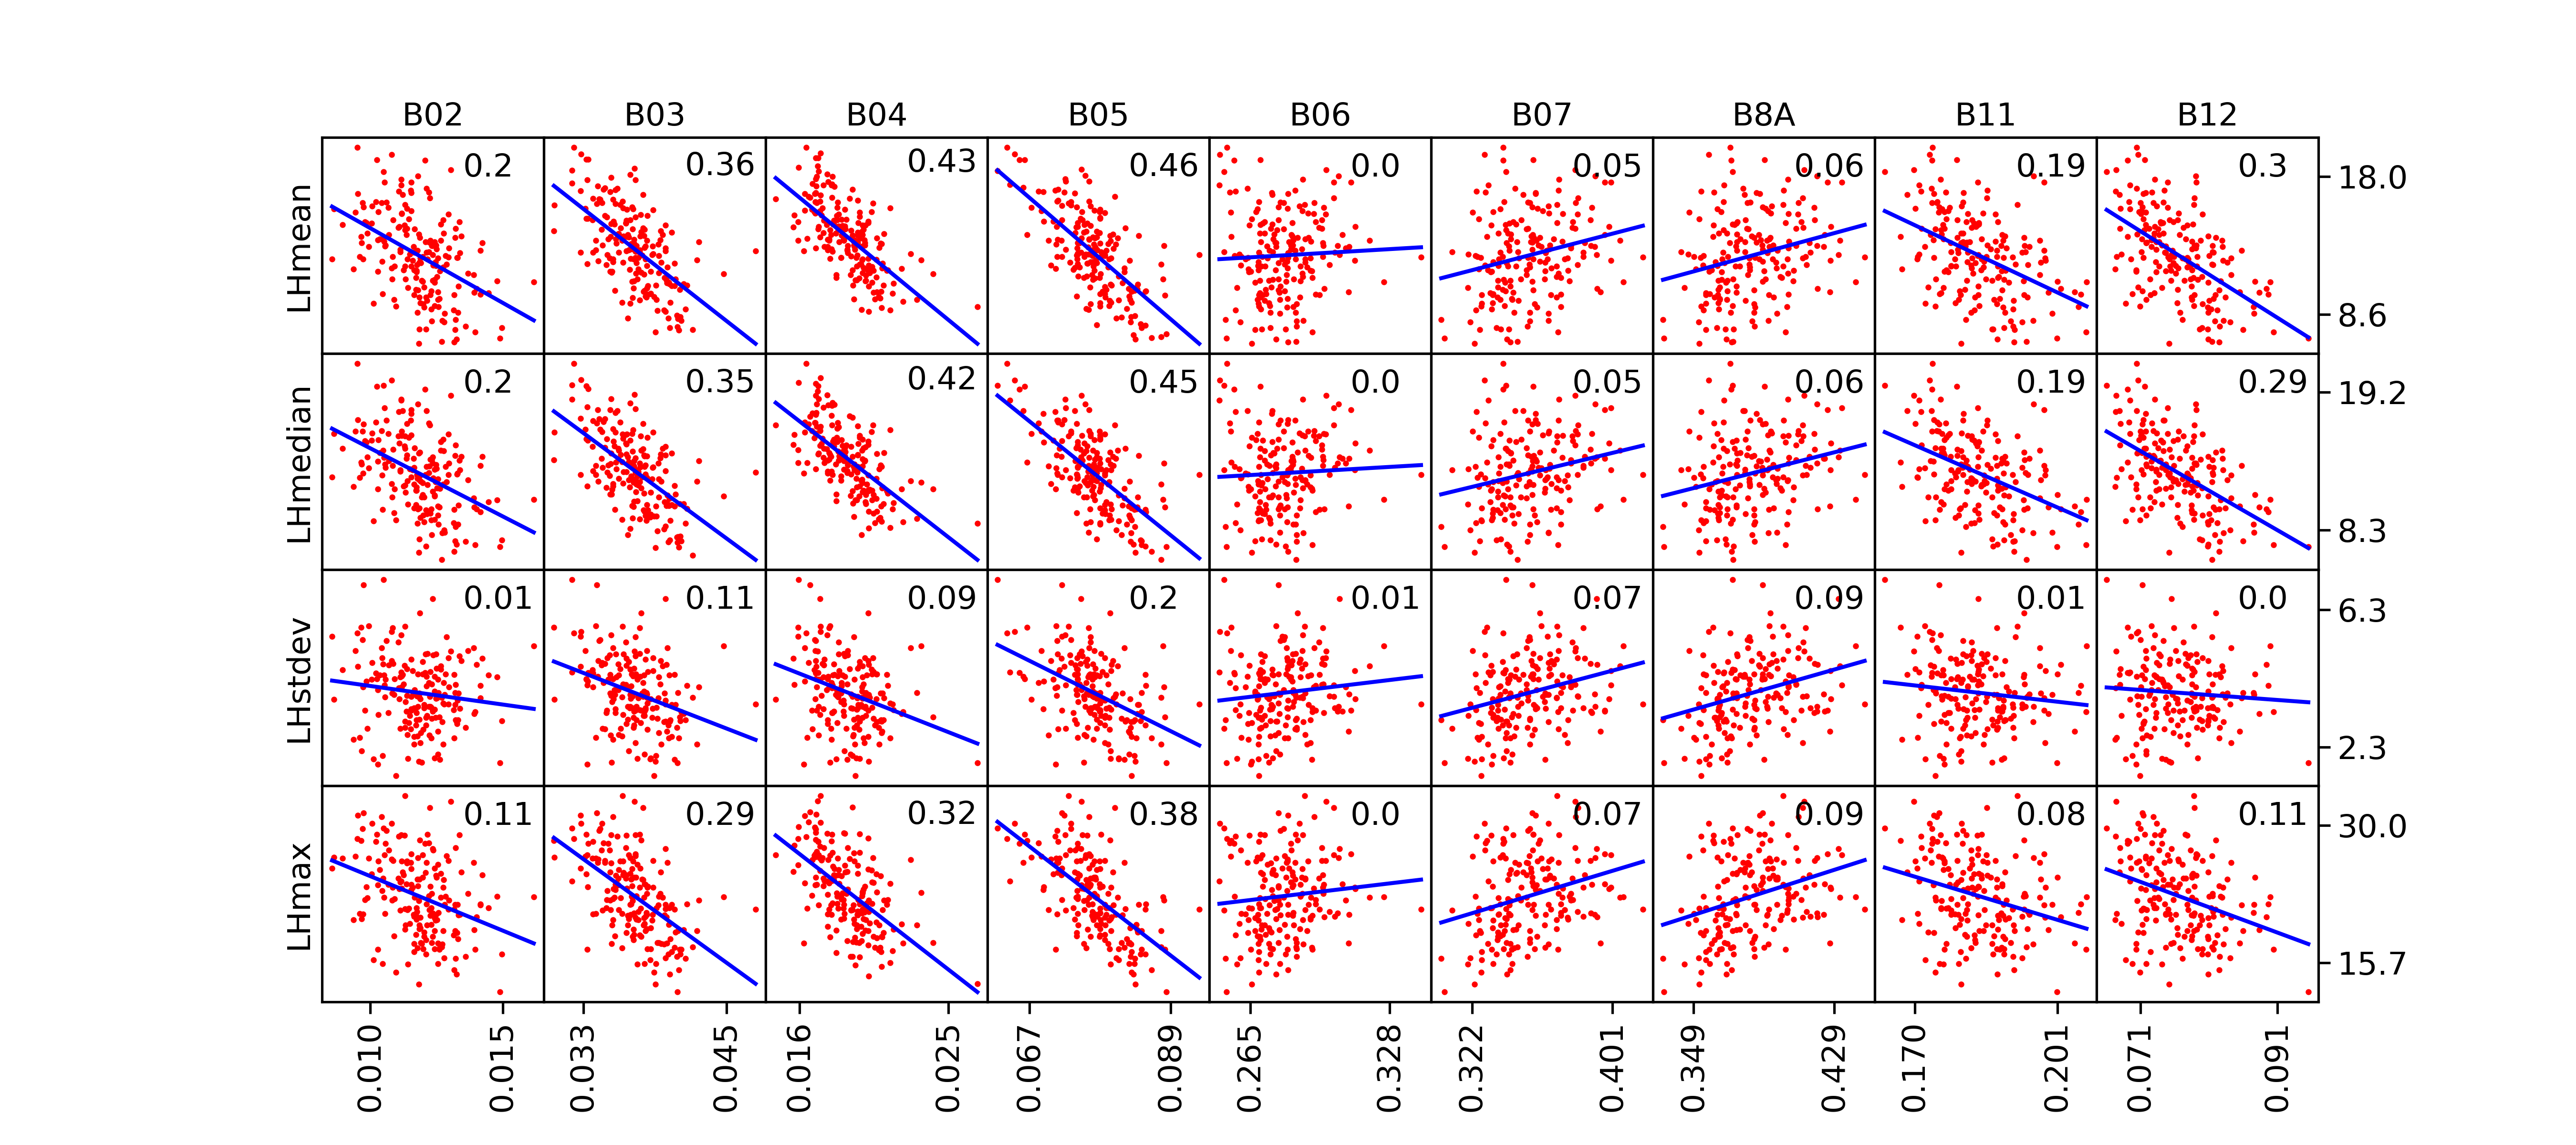 B02 B03 B04 B05 B06 B07 B8A B11 B12
LHmean 0.2 0.36 0.43 0.46 0.0 0.05 0.06 0.19 0.3 18.0
8.6
LHmedian 0.2 0.35 0.42 0.45 0.0 0.05 0.06 0.19 0.29 19.2
8.3
LHstdev 0.01 0.11 0.09 0.2 0.01 0.07 0.09 0.01 0.0 6.3
2.3
LHmax 0.11 0.29 0.32 0.38 0.0 0.07 0.09 0.08 0.11 30.0
15.7
0.010 0.015 0.033 0.045 0.016 0.025 0.067 0.089 0.265 0.328 0.322 0.401 0.349 0.429 0.170 0.201 0.071 0.091